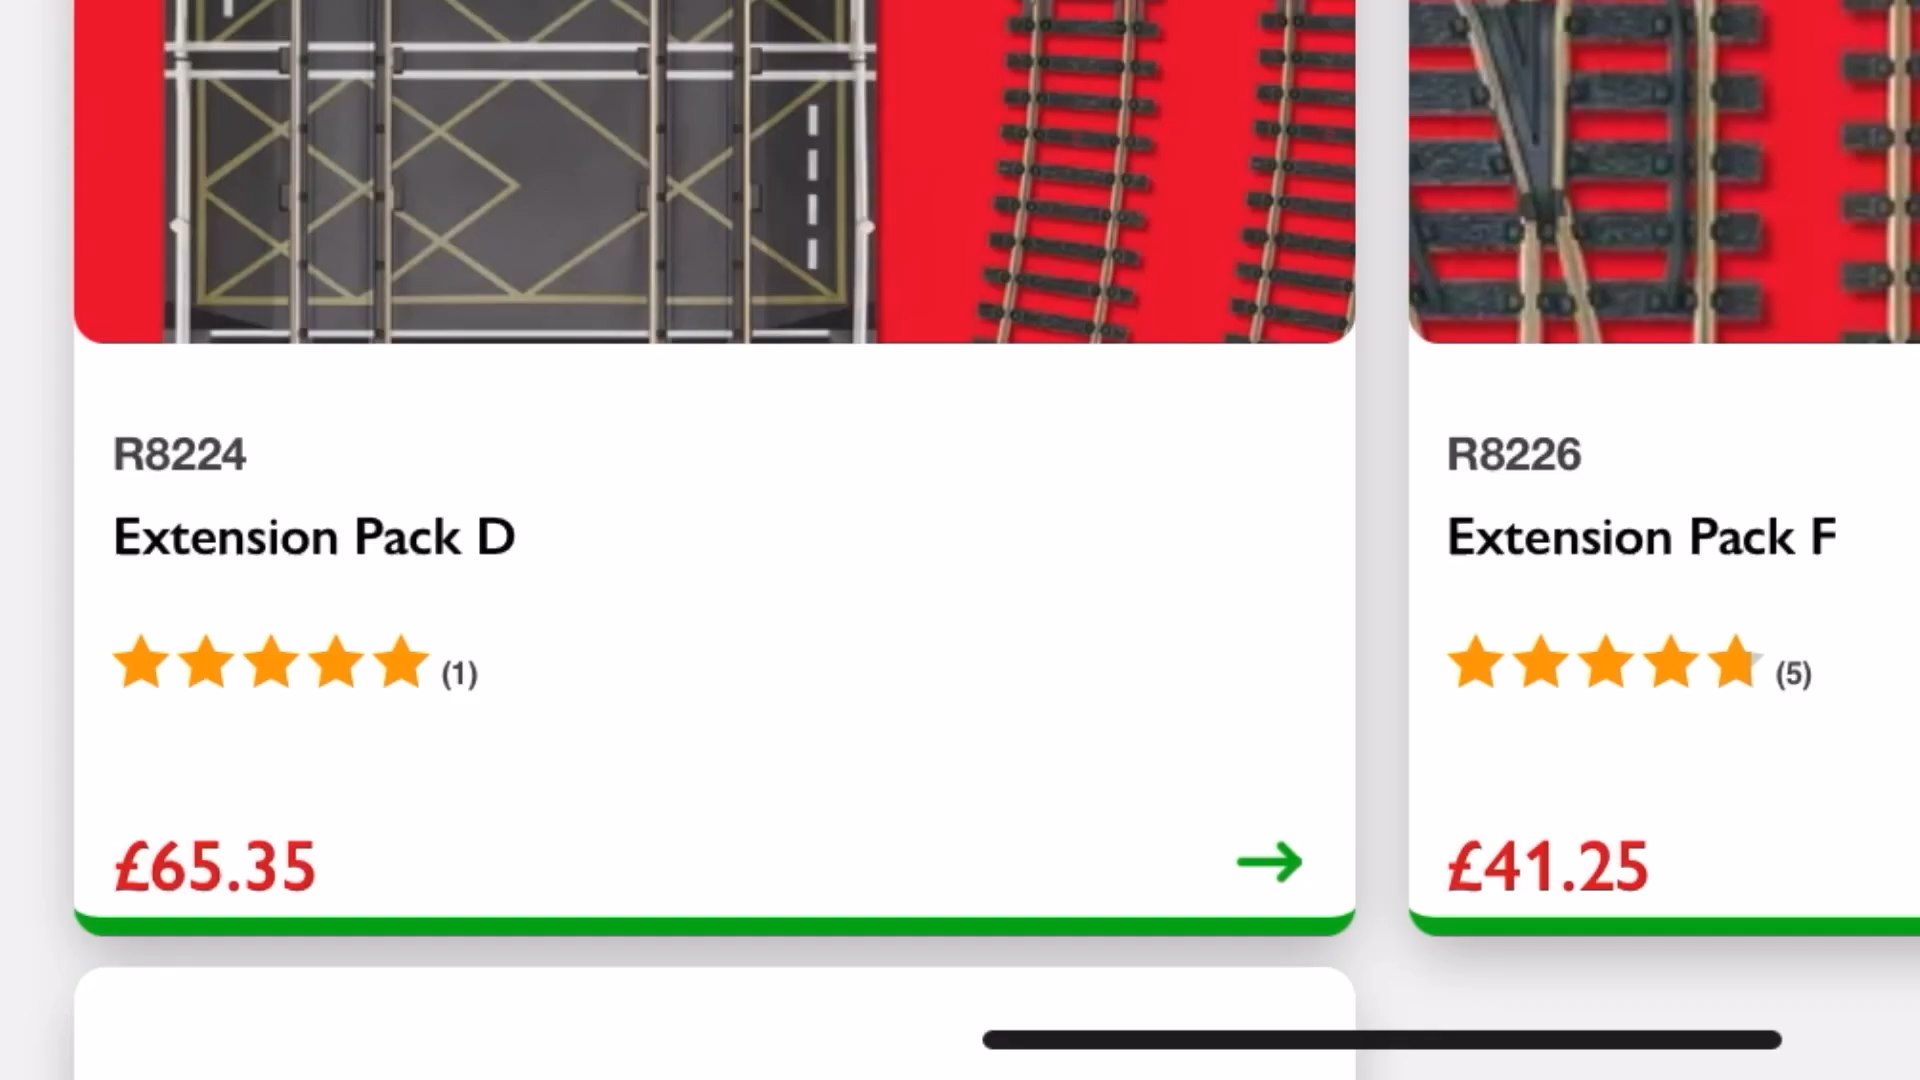 R8224
Extension Pack D
(1)
£65.35
R8226
Extension Pack F
(5)
£41.25